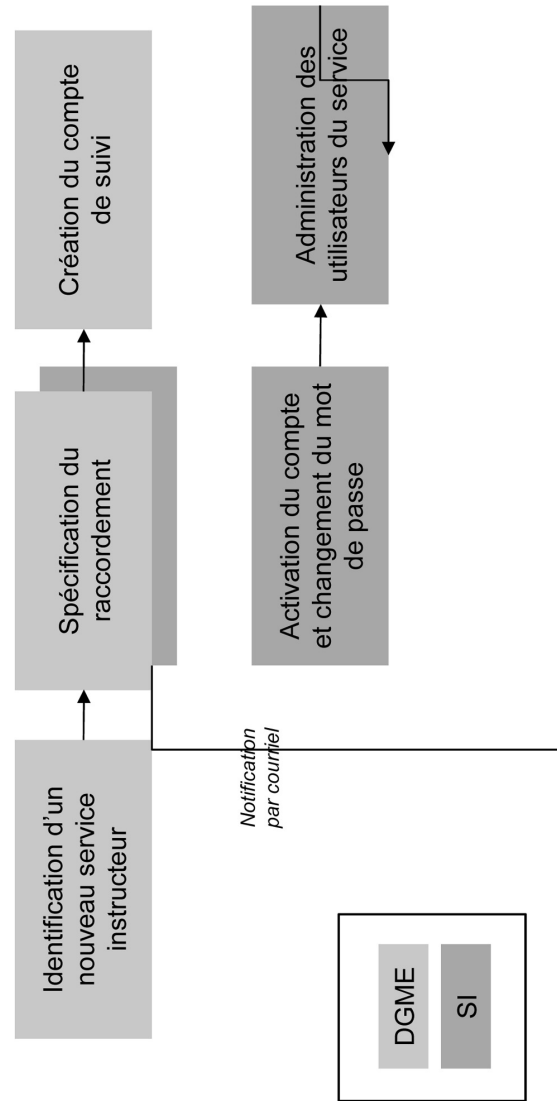 Identification d'un
nouveau service
instructeur
Spécification du
raccordement
Création du compte
de suivi
Notification
par courriel
Activation du compte
et changement du mot
de passe
Administration des
utilisateurs du service
DGME
SI